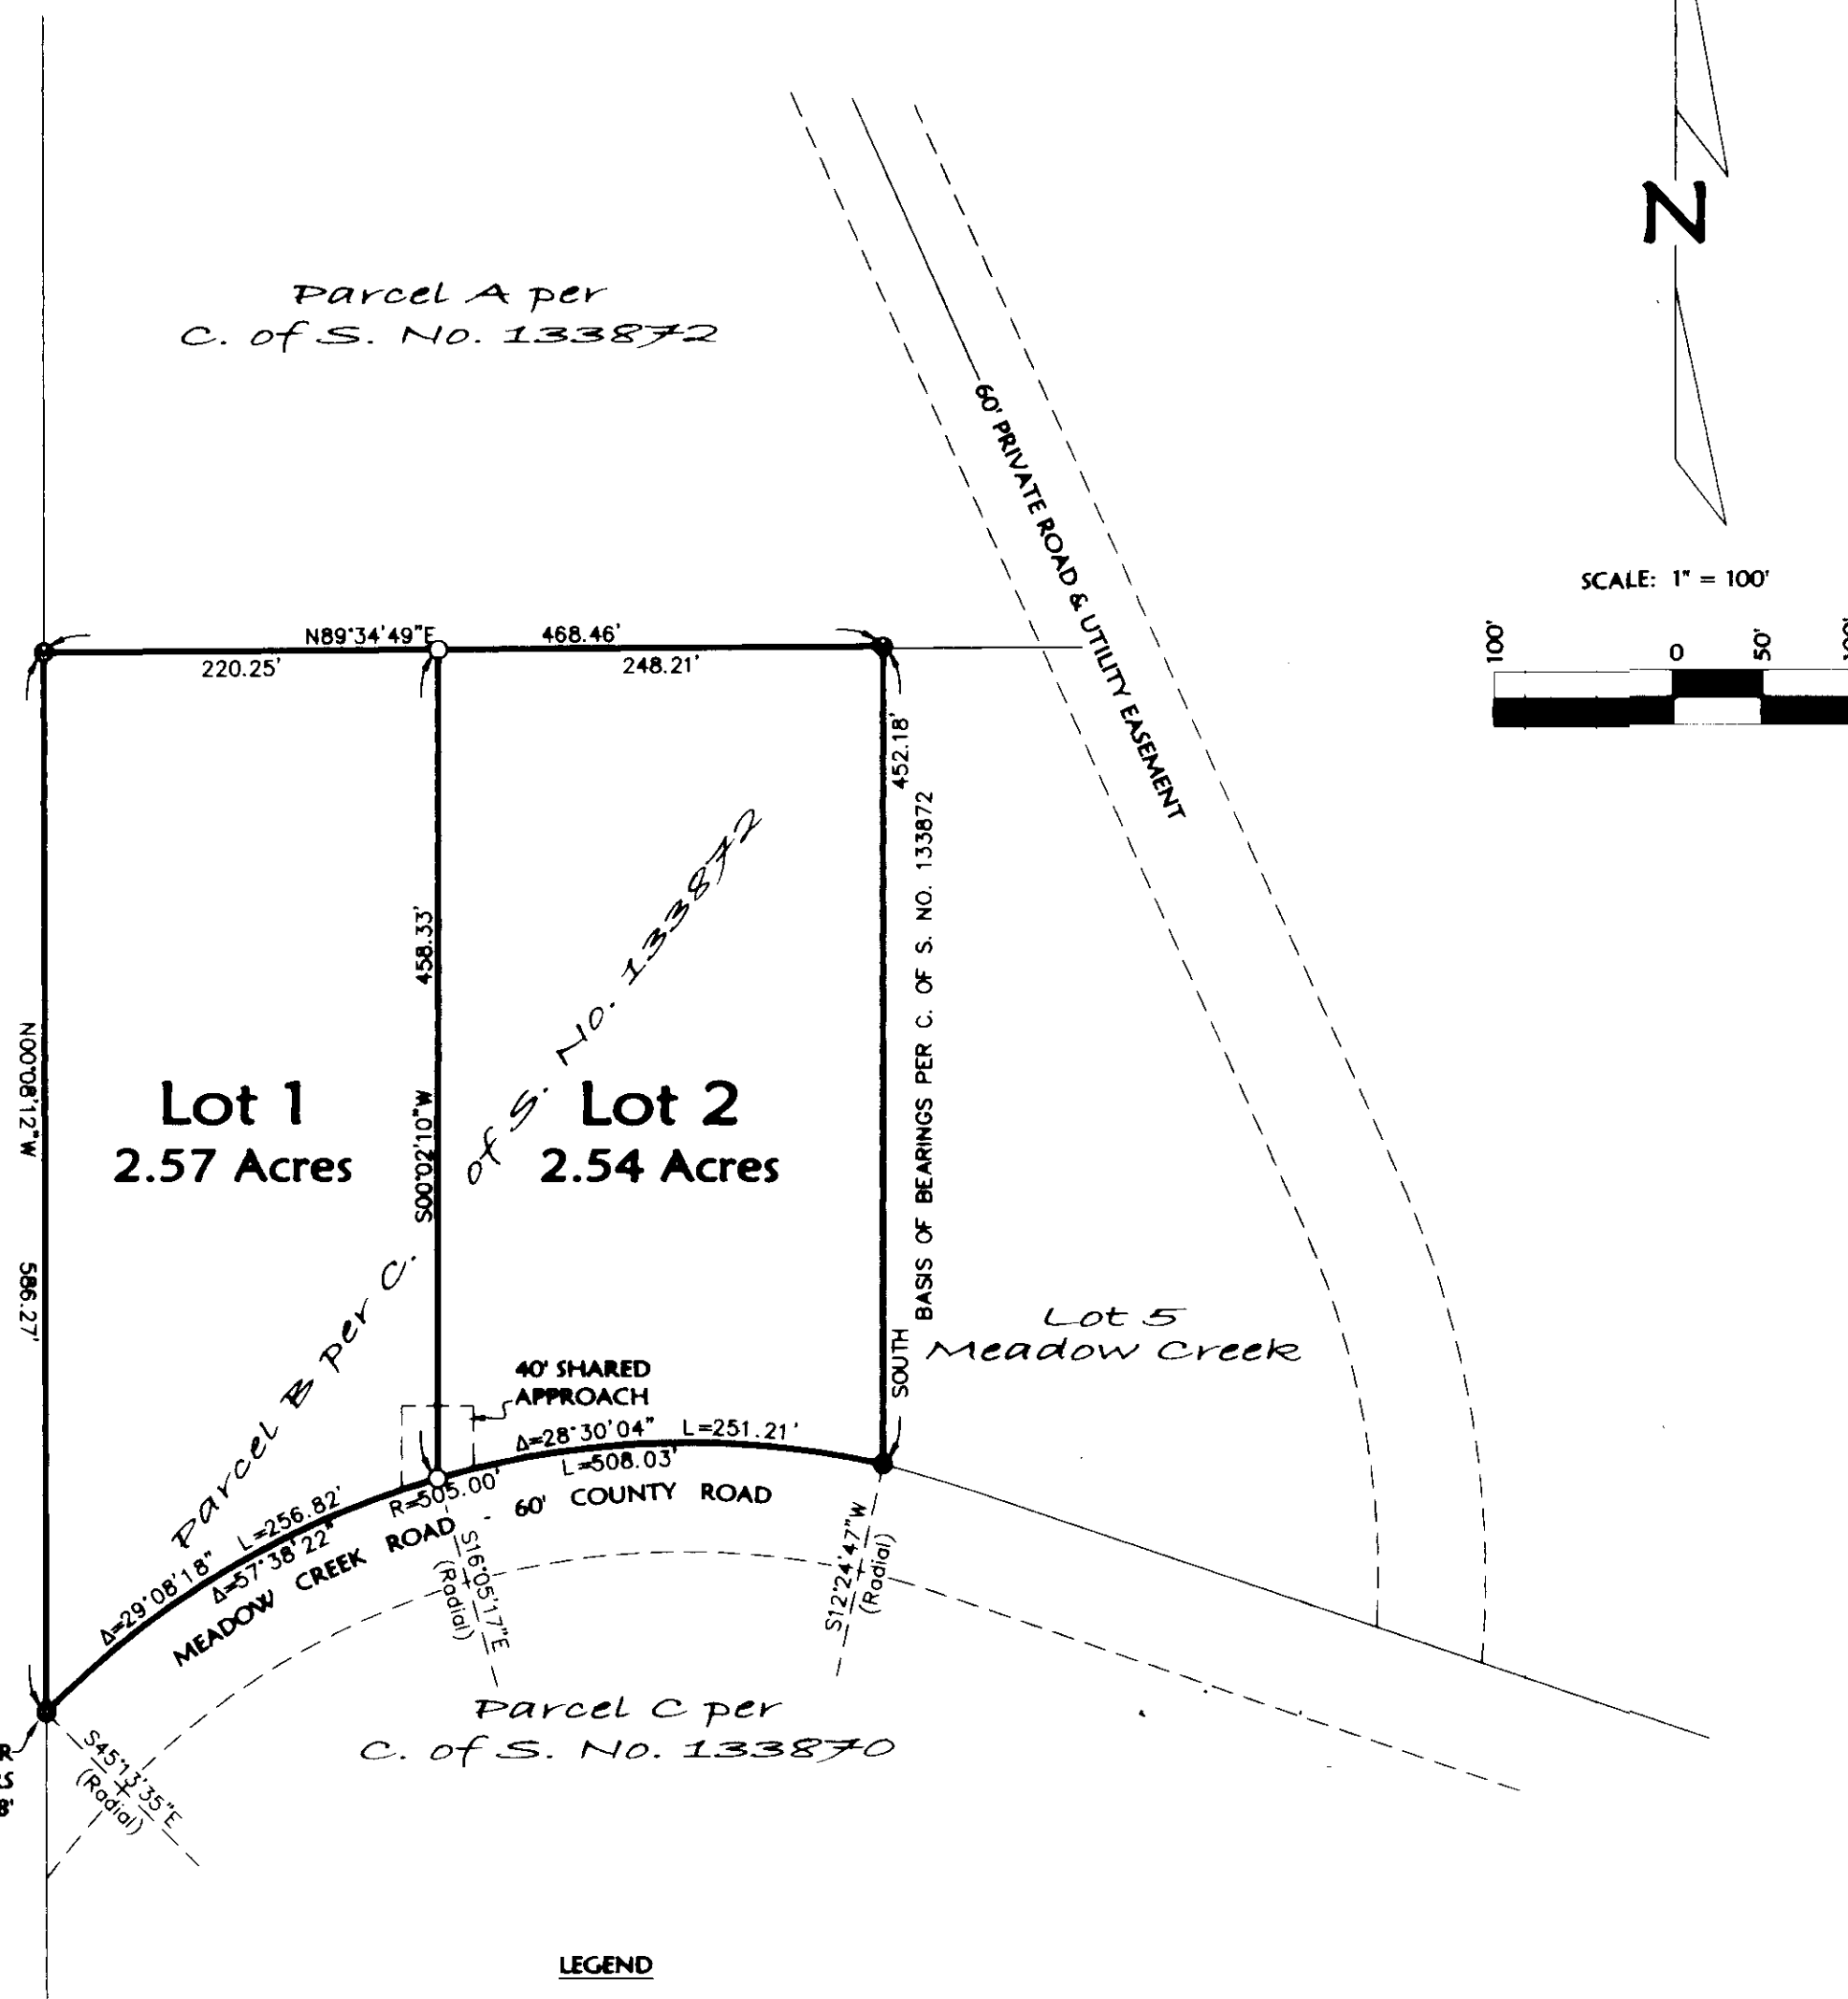 Parcel A per
C. of S. No. 133872
N
60' PRIVATE ROAD & UTILITY EASEMENT
SCALE: 1" = 100'
100'
0
50'
N89°34'49"E
468.46'
220.25'
248.21'
452.18'
BASIS OF BEARINGS PER C. OF S. NO. 133872
SOUTH
458.33'
S00°02'10"W
N00°08'12"W
586.27'
Lot 1
2.57 Acres
Lot 2
2.54 Acres
Parcel B per C. of S. No. 133872
Lot 5
Meadow Creek
40' SHARED
APPROACH
Δ=28°30'04" L=251.21'
L=508.03'
R=505.00'
L=256.82'
Δ=29°08'18"
Δ=57°38'22"
MEADOW CREEK ROAD - 60' COUNTY ROAD
S16°05'17"E
(Radial)
S12°24'47"W
(Radial)
S45°13'35"E
(Radial)
Parcel C per
C. of S. No. 133870
LEGEND